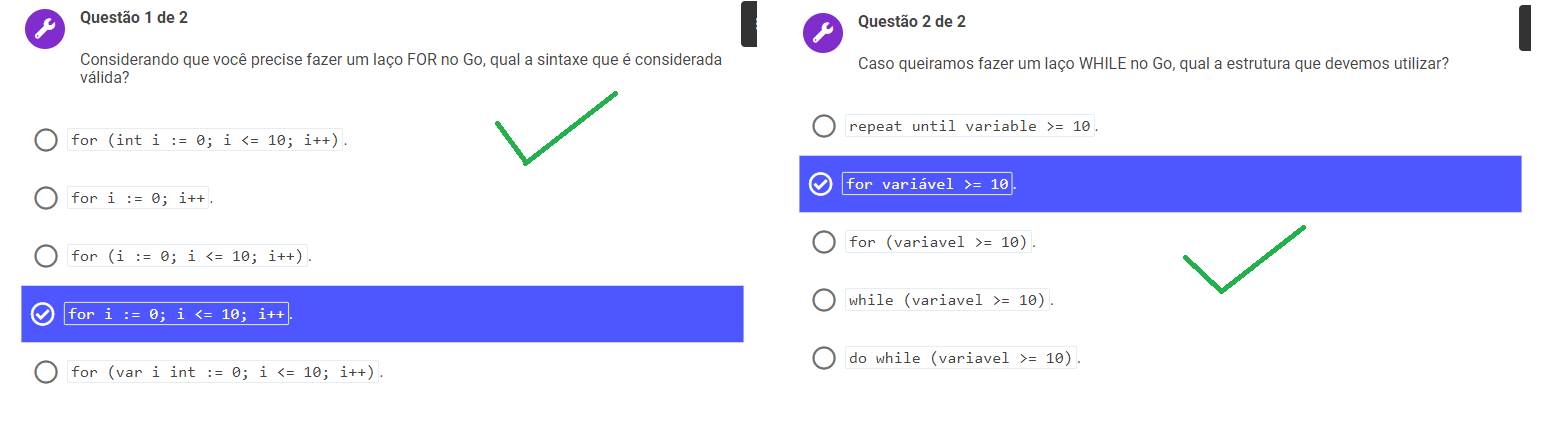 Questão 1 de 2
Considerando que você precise fazer um laço FOR no Go, qual a sintaxe que é considerada
válida?
for (int i := 0; i <= 10; i++).
for i := 0; i++.
for (i := 0; i <= 10; i++).
for i := 0; i <= 10; i++.
for (var i int := 0; i <= 10; i++).
Questão 2 de 2
Caso queiramos fazer um laço WHILE no Go, qual a estrutura que devemos utilizar?
repeat until variable >= 10.
for variável >= 10.
for (variavel >= 10).
while (variavel >= 10).
do while (variavel >= 10).